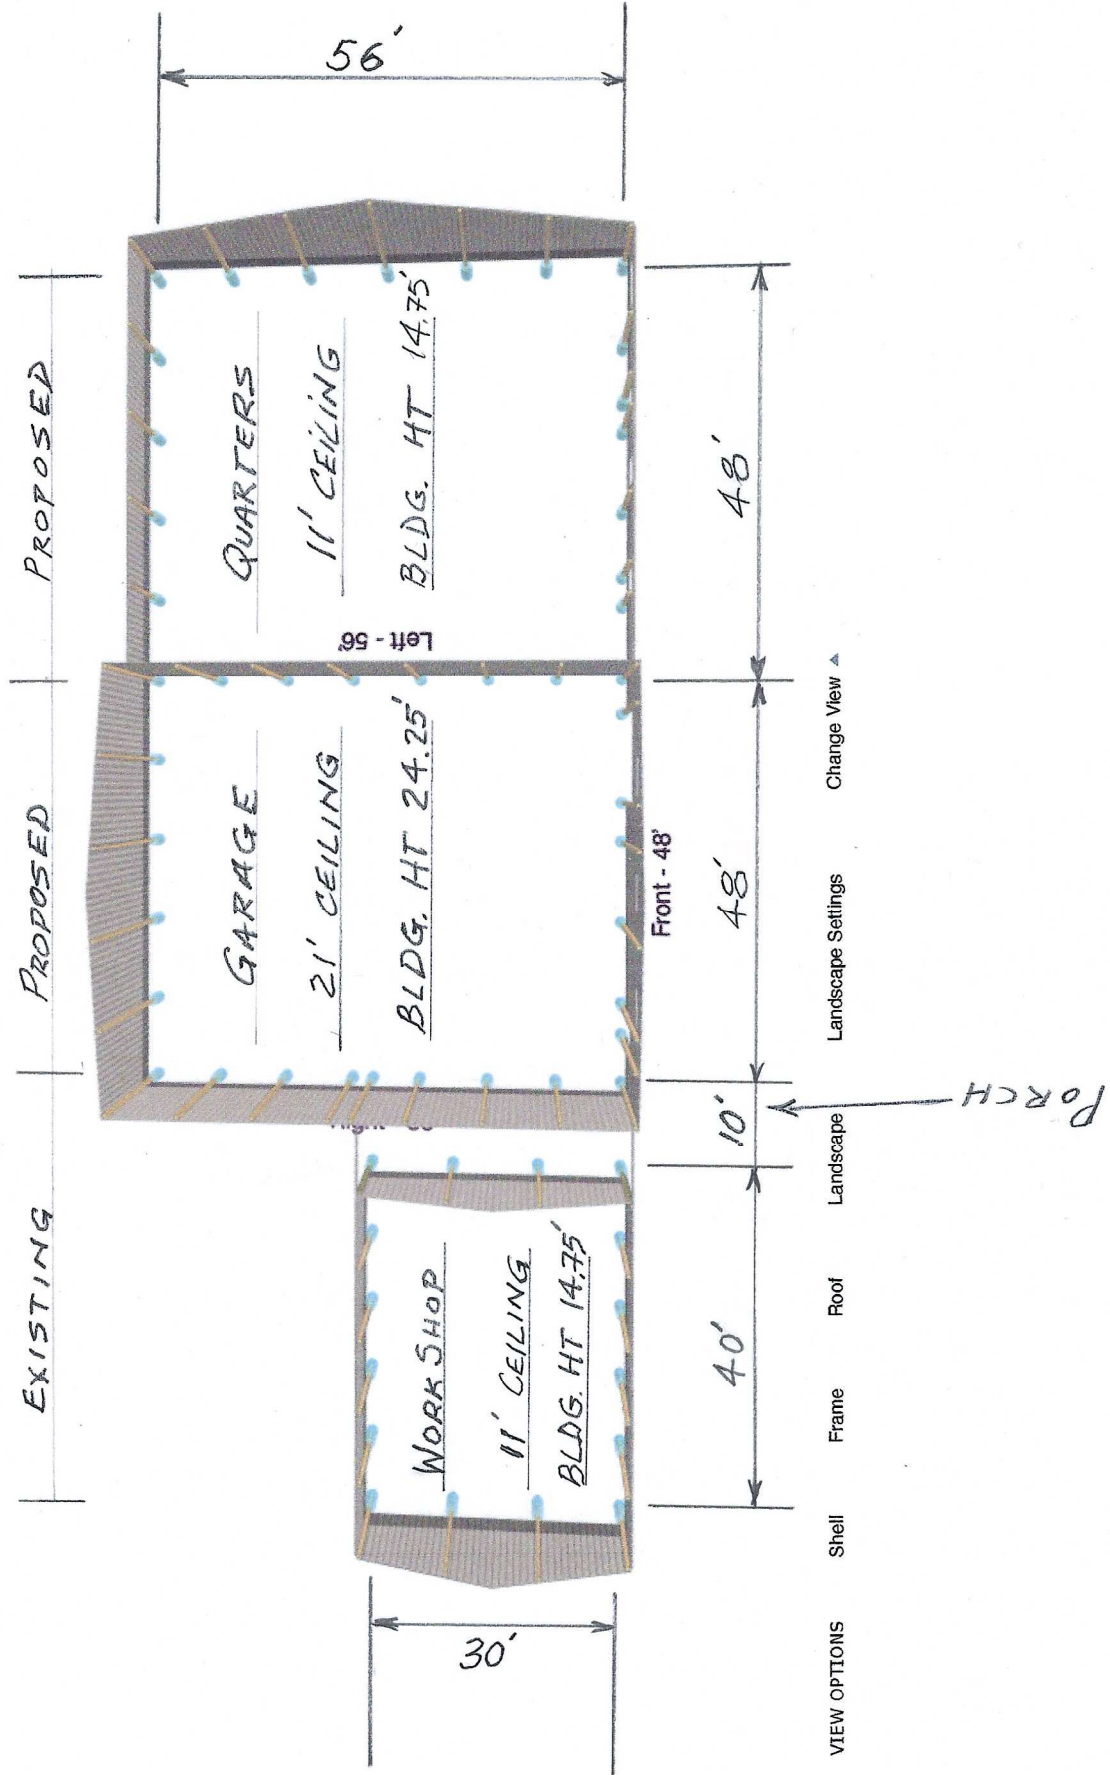 EXISTING
PROPOSED
PROPOSED
WORK SHOP
11' CEILING
BLDG. HT 14.75'
GARAGE
21' CEILING
BLDG. HT 24.25'
QUARTERS
11' CEILING
BLDG. HT 14.75'
Left - 56'
56'
30'
Front - 48'
40'
10'
48'
48'
VIEW OPTIONS Shell Frame Roof Landscape Landscape Settings Change View
PORCH